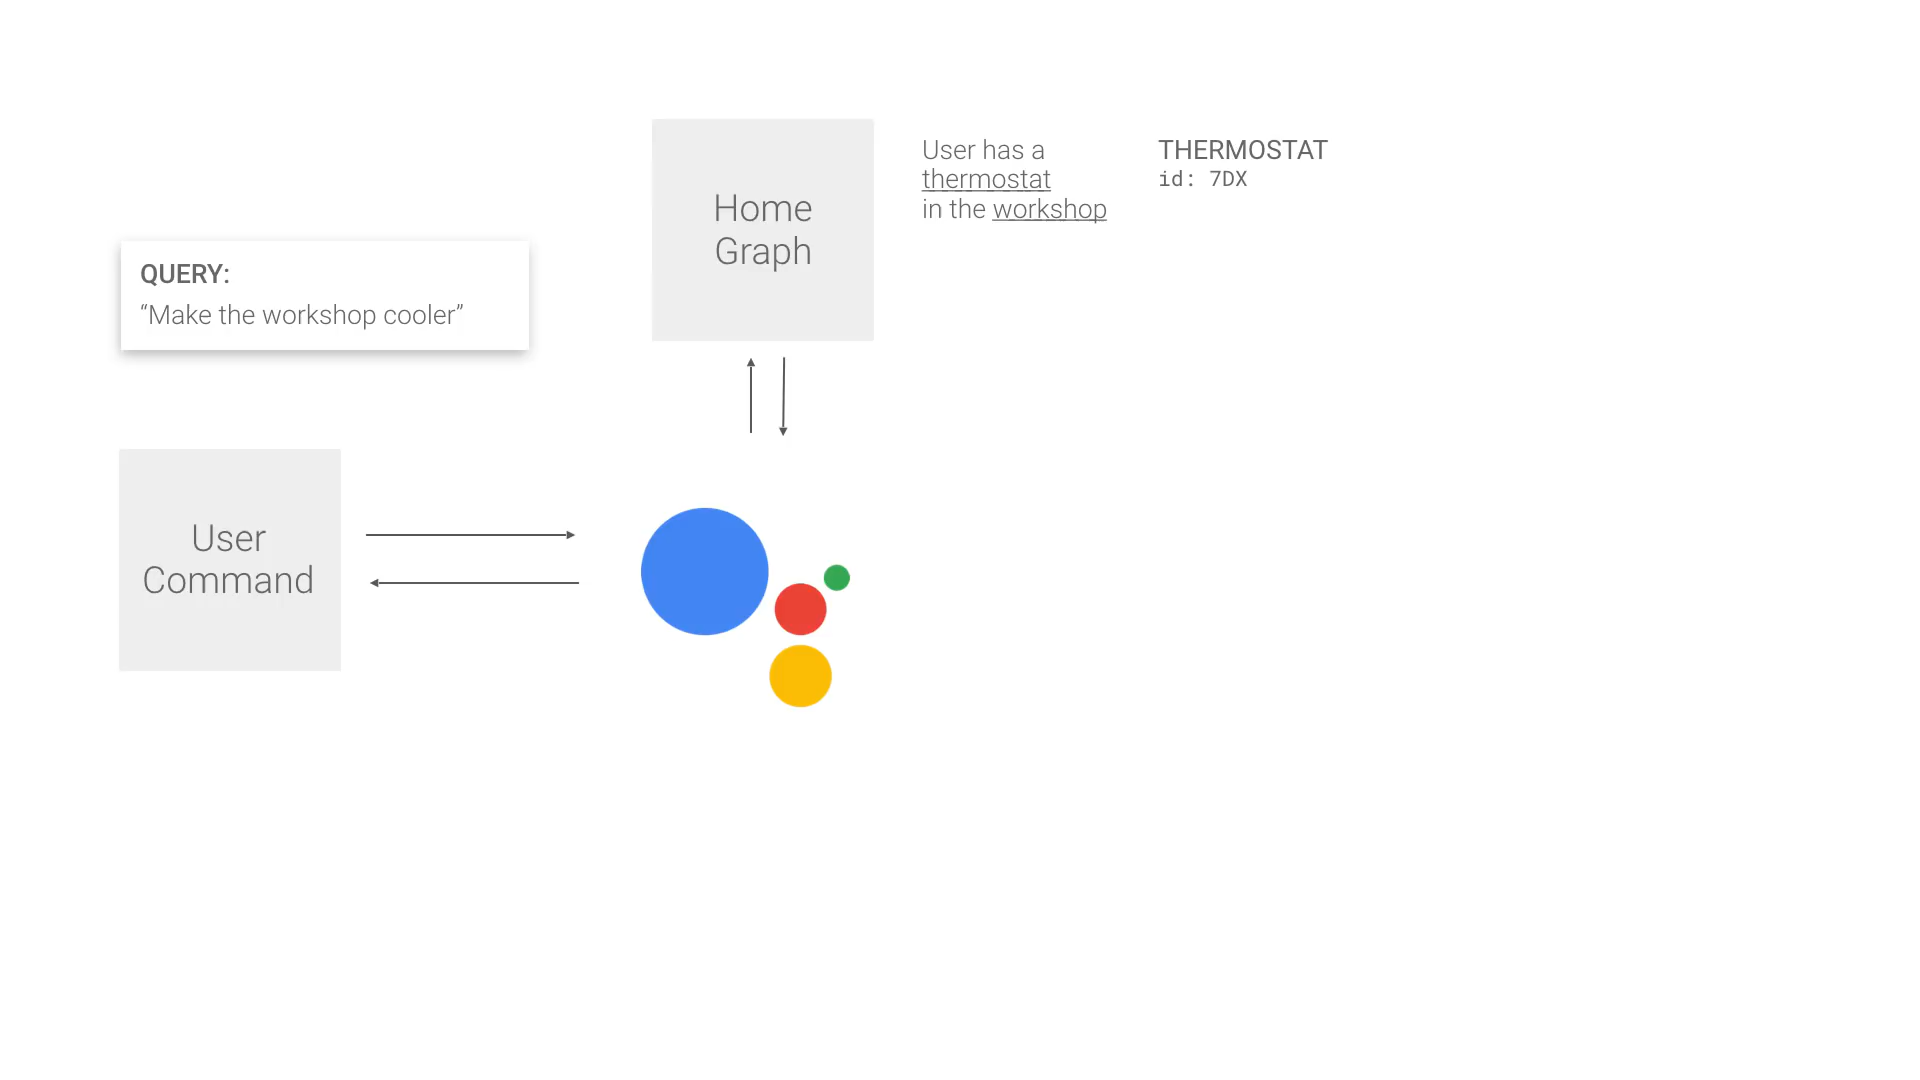 Home
Graph
User has a
thermostat
in the workshop
THERMOSTAT
id: 7DX
QUERY:
“Make the workshop cooler”
User
Command